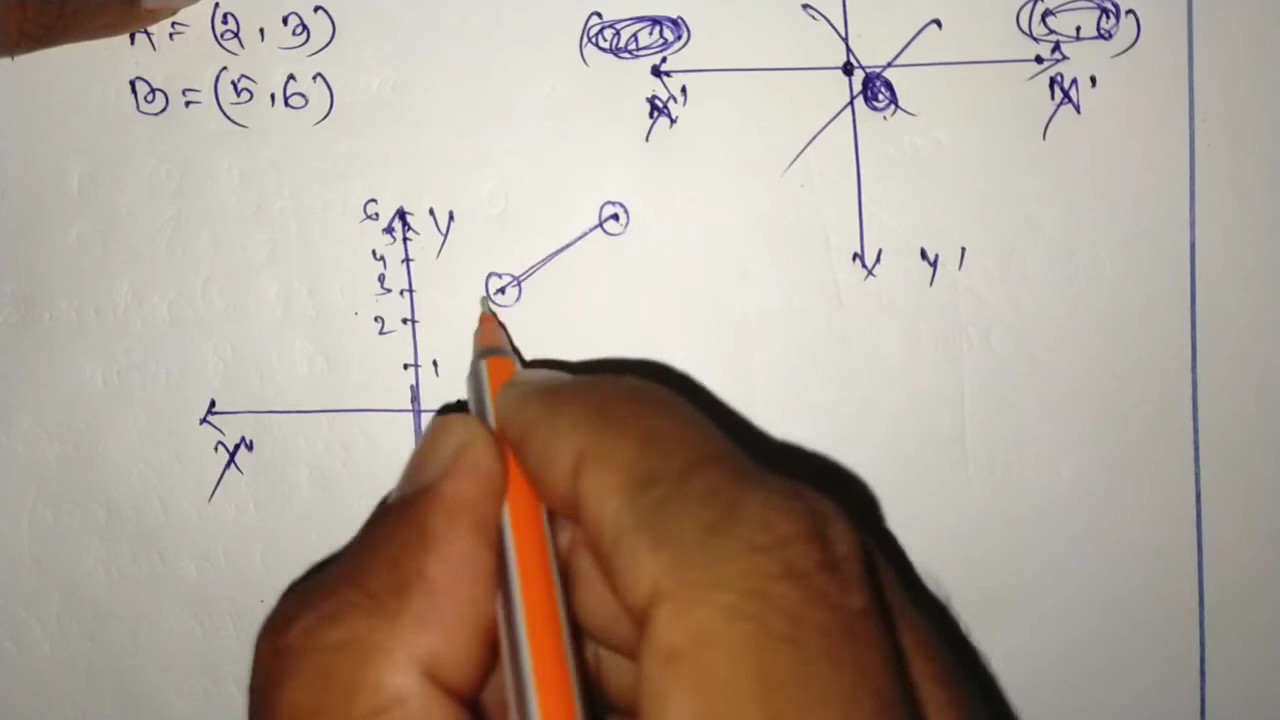 A = (2,3)
B = (5,6)
X'
X'
Y'
6
Y
5
4
3
2
1
X'